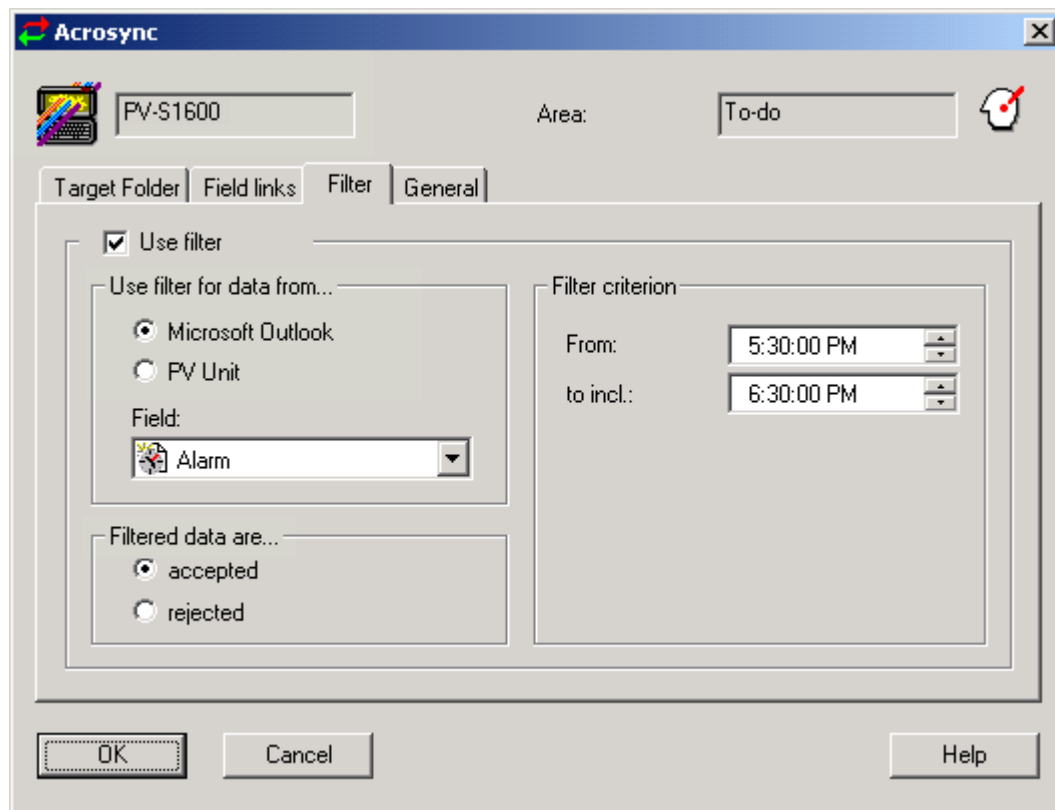 Acrosync
PV-S1600
Area:
To-do
Target Folder
Field links
Filter
General
Use filter
Use filter for data from...
Microsoft Outlook
PV Unit
Field:
Alarm
Filtered data are...
accepted
rejected
Filter criterion
From:
5:30:00 PM
to incl.:
6:30:00 PM
OK
Cancel
Help